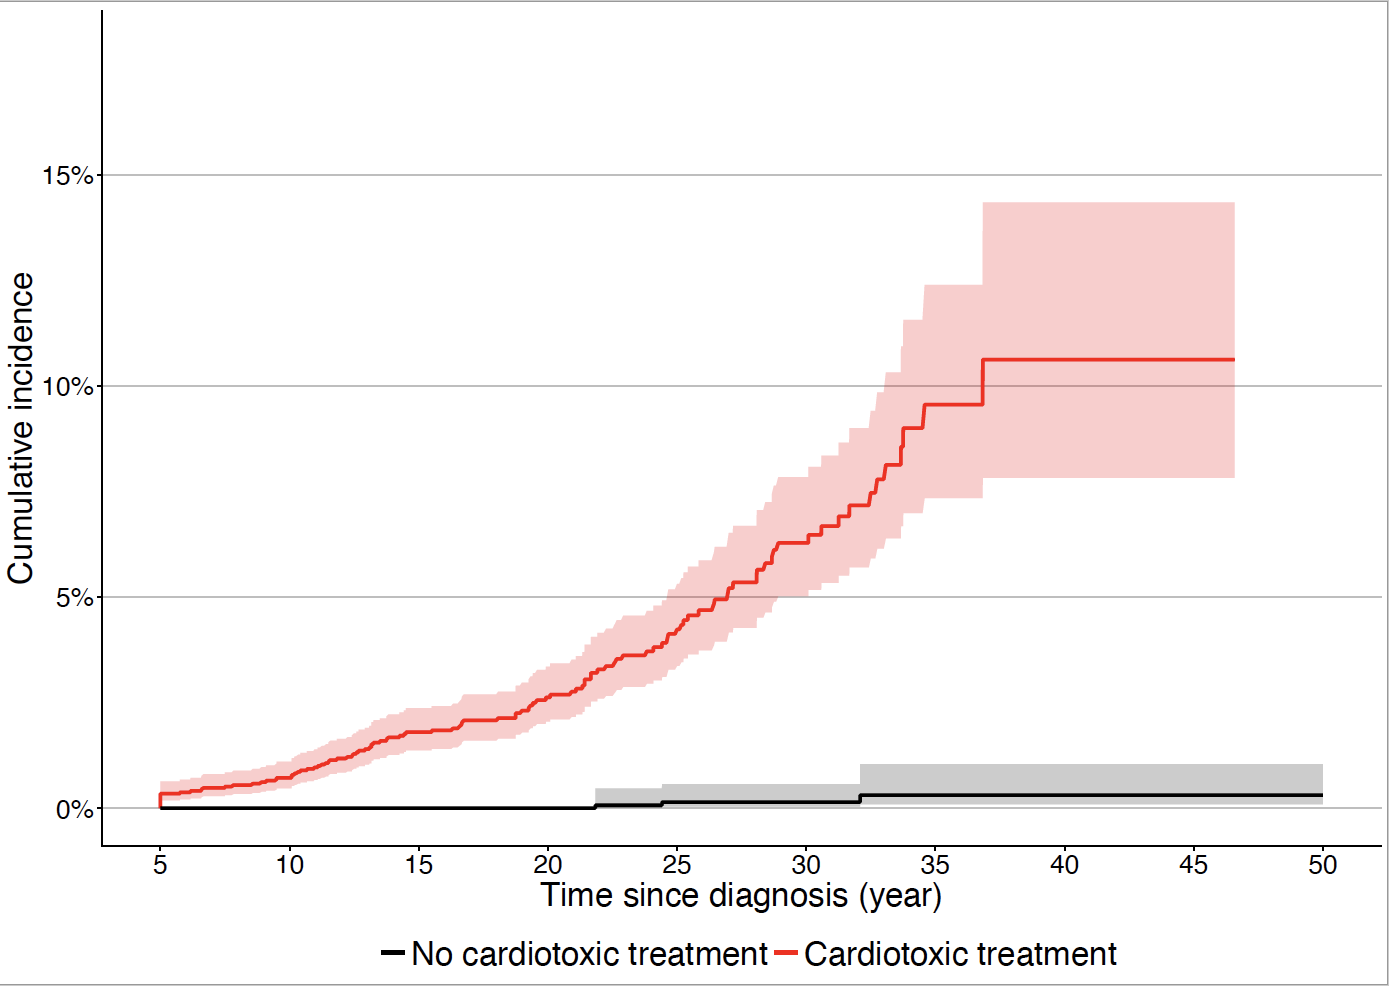 Cumulative incidence
15%
10%
5%
0%
5 10 15 20 25 30 35 40 45 50
Time since diagnosis (year)
No cardiotoxic treatment Cardiotoxic treatment